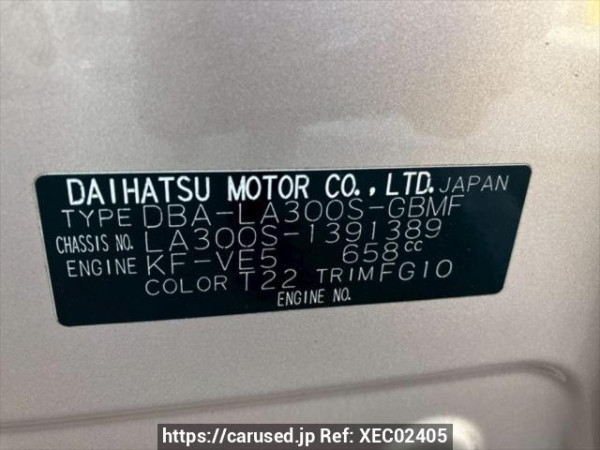 DAIHATSU MOTOR CO., LTD. JAPAN
TYPE DBA-LA300S-GBMF
CHASSIS NO. LA300S-1391389
ENGINE KF-VE5 658cc
COLOR T22 TRIM FG10
ENGINE NO.
https://carused.jp Ref: XEC02405